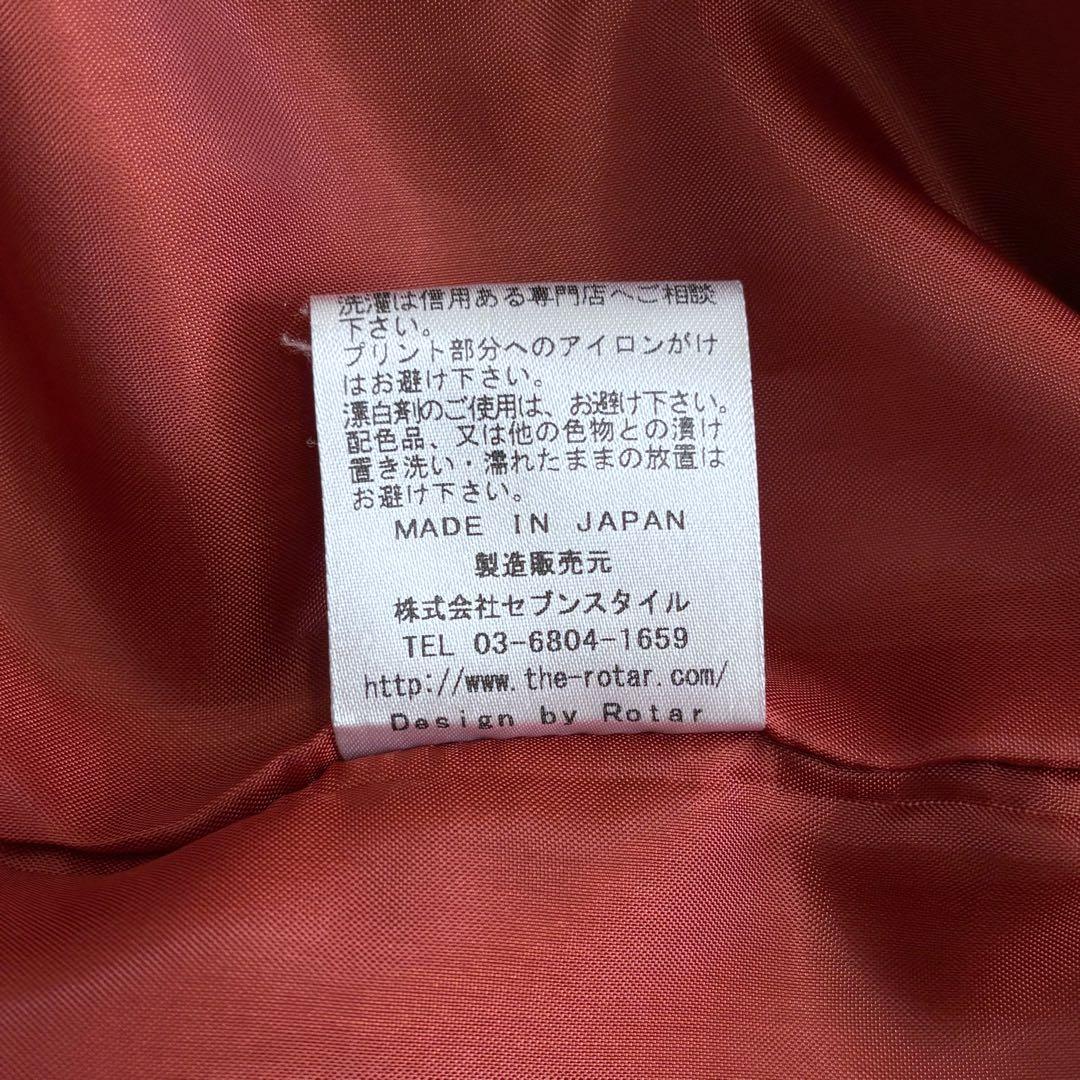 洗濯は信用ある専門店へご相談
下さい。
プリント部分へのアイロンがけ
はお避け下さい。
漂白剤のご使用は、お避け下さい。
配色品、又は他の色物との漬け
置き洗い・濡れたままの放置は
お避け下さい。
MADE IN JAPAN
製造販売元
株式会社セブンスタイル
TEL 03-6804-1659
http://www.the-rotar.com/
Design by Rotar